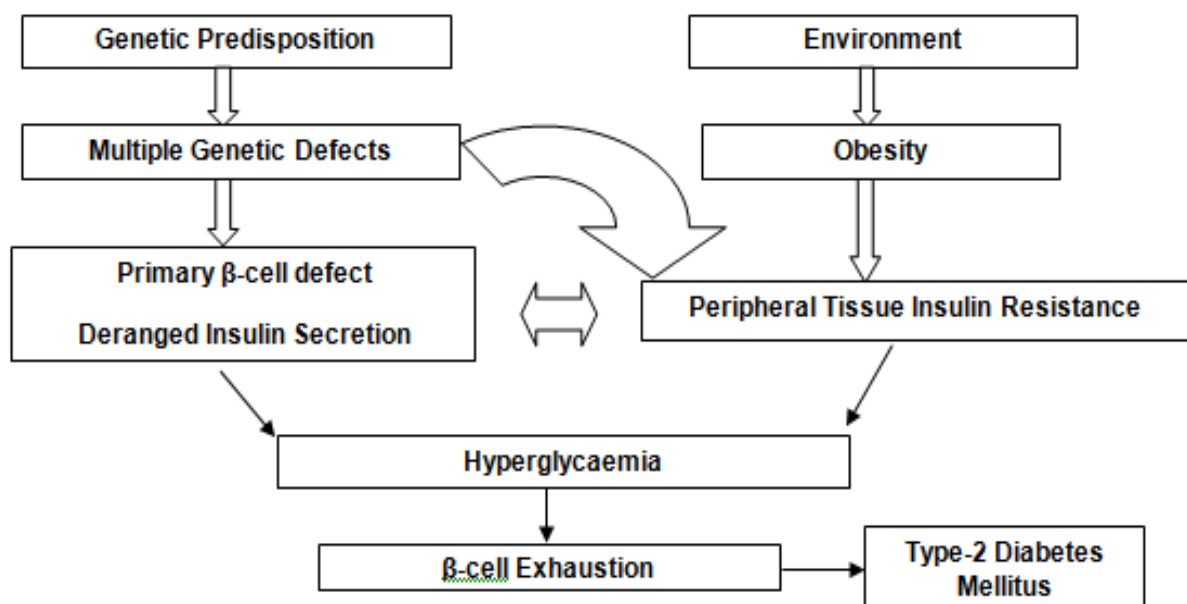 Genetic Predisposition
Environment
Multiple Genetic Defects
Obesity
Primary β-cell defect
Deranged Insulin Secretion
Peripheral Tissue Insulin Resistance
Hyperglycaemia
β-cell Exhaustion
Type-2 Diabetes
Mellitus